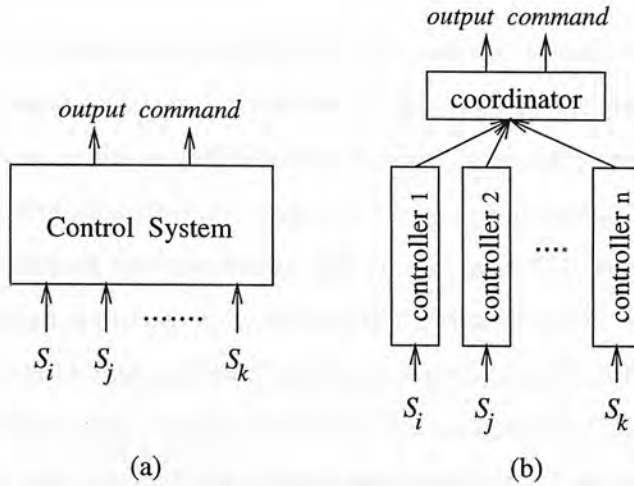 output command
Control System
S_i S_j ........ S_k
(a)
output command
coordinator
controller 1
controller 2
....
controller n
S_i S_j S_k
(b)